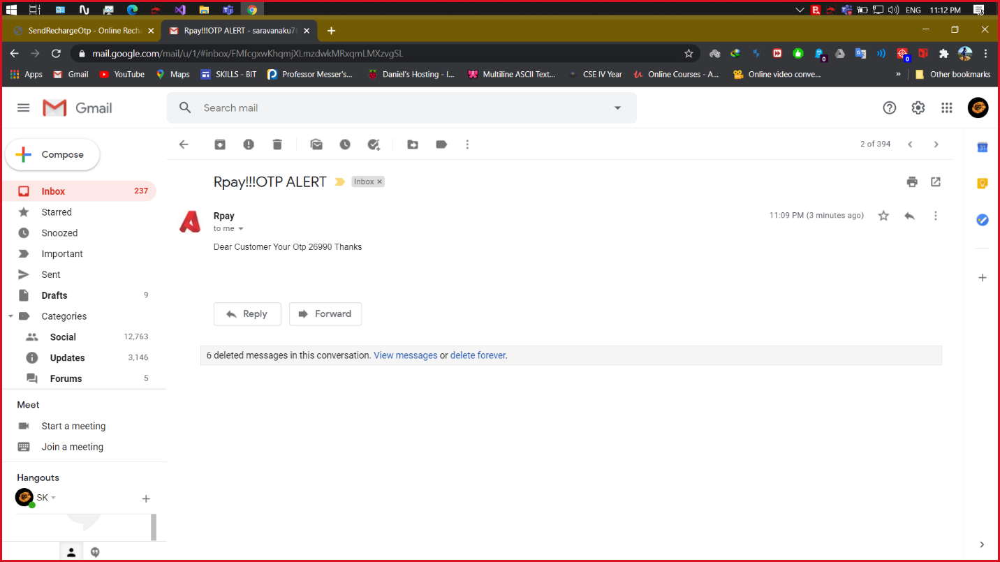 ENG 11:12 PM
SendRechargeOtp - Online Recha
Rpay!!!OTP ALERT - saravanaku7
mail.google.com/mail/u/1/#inbox/FMfcgxwKhqmjXLmzdwkMRxqmLMXzvgSL
Apps Gmail YouTube Maps SKILLS - BIT Professor Messer's... Daniel's Hosting - I... Multiline ASCII Text... CSE IV Year Online Courses - A... Online video conve... » Other bookmarks
Gmail
Search mail
Compose
2 of 394
Inbox 237
Starred
Snoozed
Important
Sent
Drafts 9
Categories
Social 12,763
Updates 3,146
Forums 5
Meet
Start a meeting
Join a meeting
Hangouts
SK
Rpay!!!OTP ALERT Inbox
Rpay 11:09 PM (3 minutes ago)
to me
Dear Customer Your Otp 26990 Thanks
Reply Forward
6 deleted messages in this conversation. View messages or delete forever.
31